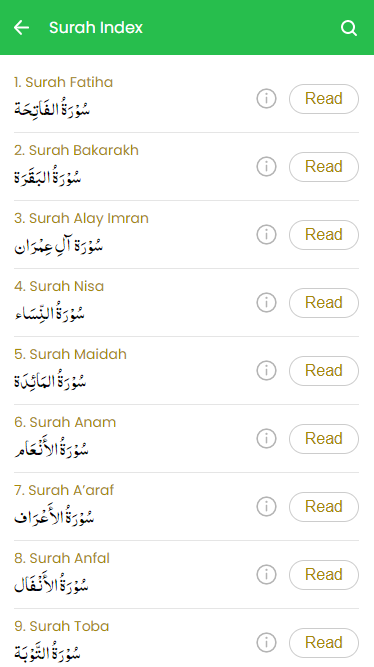 Surah Index
1. Surah Fatiha
سُوْرَةُ الفَاتِحَة
Read
2. Surah Bakarakh
سُوْرَةُ البَقَرَة
Read
3. Surah Alay Imran
سُوْرَة آلِ عِمْرَان
Read
4. Surah Nisa
سُوْرَةُ النِّسَاء
Read
5. Surah Maidah
سُوْرَةُ المَائِدَة
Read
6. Surah Anam
سُوْرَةُ الأَنْعَام
Read
7. Surah A’araf
سُوْرَةُ الأَعْرَاف
Read
8. Surah Anfal
سُوْرَةُ الأَنْفَال
Read
9. Surah Toba
سُوْرَةُ التَّوْبَة
Read